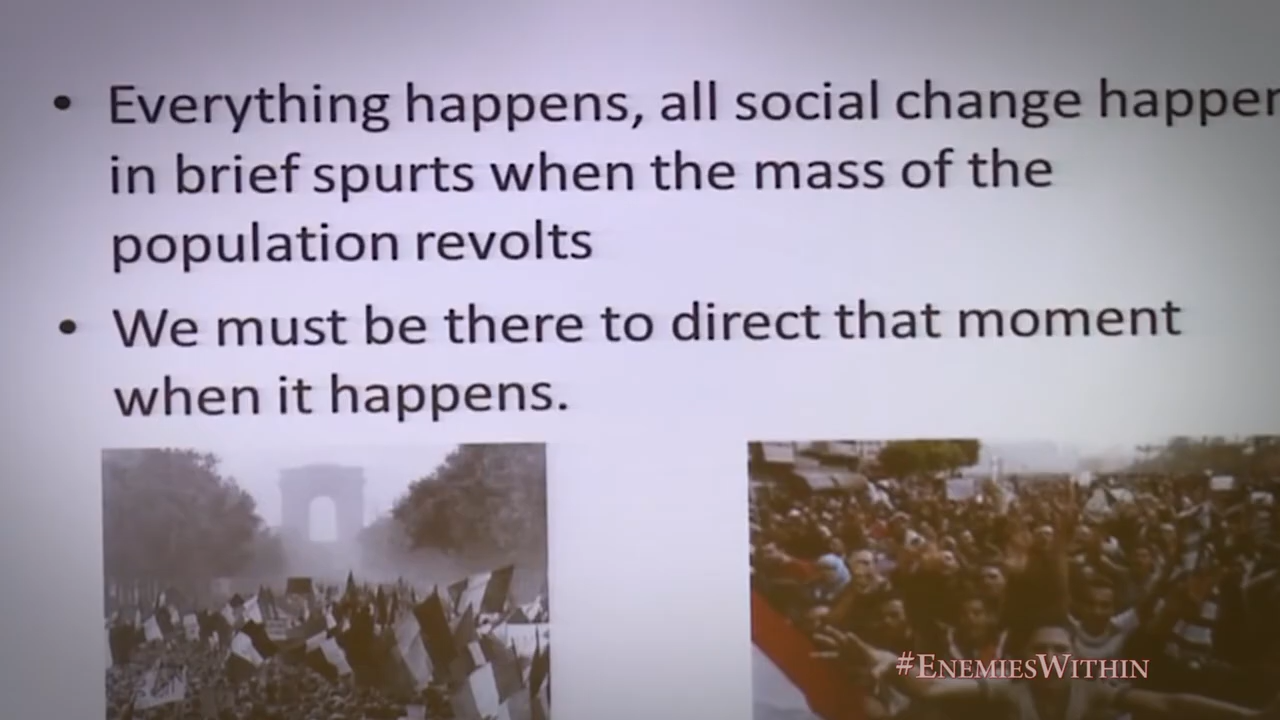 • Everything happens, all social change happen
in brief spurts when the mass of the
population revolts
• We must be there to direct that moment
when it happens.
#EnemiesWithin